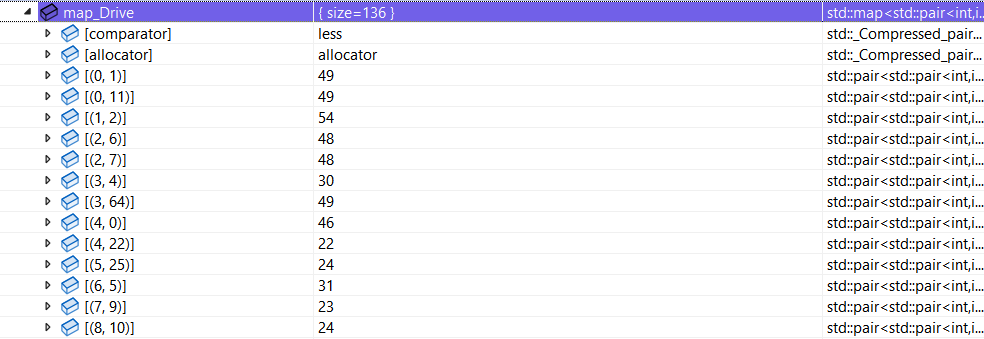 map_Drive { size=136 } std::map<std::pair<int,i...
[comparator] less std::_Compressed_pair...
[allocator] allocator std::_Compressed_pair...
[(0, 1)] 49 std::pair<std::pair<int,i...
[(0, 11)] 49 std::pair<std::pair<int,i...
[(1, 2)] 54 std::pair<std::pair<int,i...
[(2, 6)] 48 std::pair<std::pair<int,i...
[(2, 7)] 48 std::pair<std::pair<int,i...
[(3, 4)] 30 std::pair<std::pair<int,i...
[(3, 64)] 49 std::pair<std::pair<int,i...
[(4, 0)] 46 std::pair<std::pair<int,i...
[(4, 22)] 22 std::pair<std::pair<int,i...
[(5, 25)] 24 std::pair<std::pair<int,i...
[(6, 5)] 31 std::pair<std::pair<int,i...
[(7, 9)] 23 std::pair<std::pair<int,i...
[(8, 10)] 24 std::pair<std::pair<int,i...